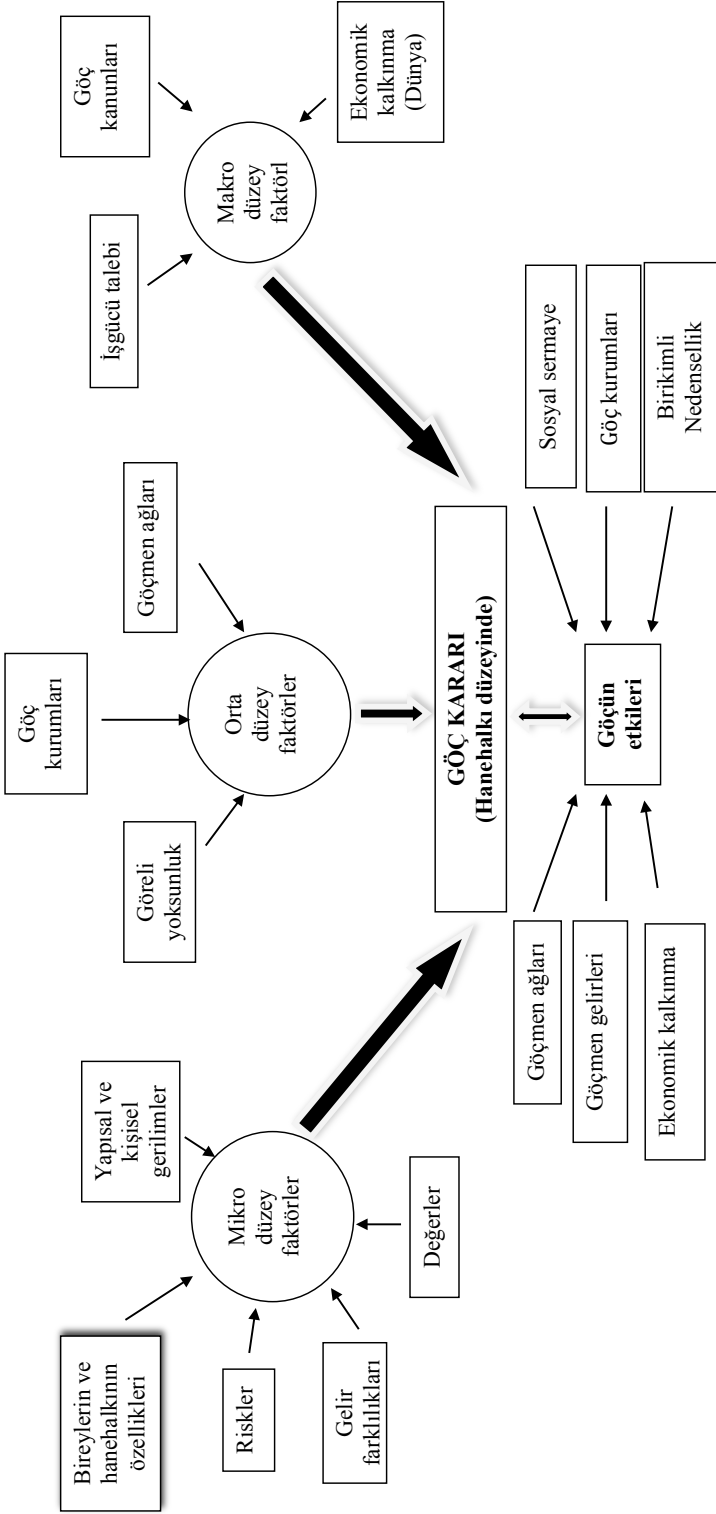 Bireylerin ve
hanehalkının
özellikleri
Yapısal ve
kişisel
gerilimler
Riskler
Gelir
farklılıkları
Değerler
Mikro
düzey
faktörler
Göreli
yoksunluk
Göç
kurumları
Göçmen ağları
Orta
düzey
faktörler
İşgücü talebi
Göç
kanunları
Ekonomik
kalkınma
(Dünya)
Makro
düzey
faktörl
GÖÇ KARARI
(Hanehalkı düzeyinde)
Göçmen ağları
Göçmen gelirleri
Ekonomik kalkınma
Göçün
etkileri
Sosyal sermaye
Göç kurumları
Birikimli
Nedensellik